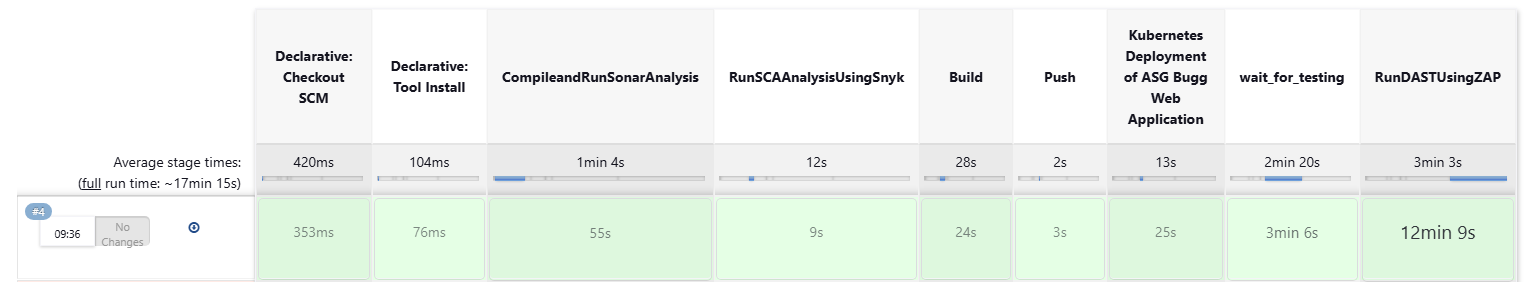 Declarative:
Checkout
SCM
Declarative:
Tool Install
CompileandRunSonarAnalysis
RunSCAAnalysisUsingSnyk
Build
Push
Kubernetes
Deployment
of ASG Bugg
Web
Application
wait_for_testing
RunDASTUsingZAP
Average stage times:
(full run time: ~17min 15s)
420ms
104ms
1min 4s
12s
28s
2s
13s
2min 20s
3min 3s
#4
09:36
No
Changes
353ms
76ms
55s
9s
24s
3s
25s
3min 6s
12min 9s